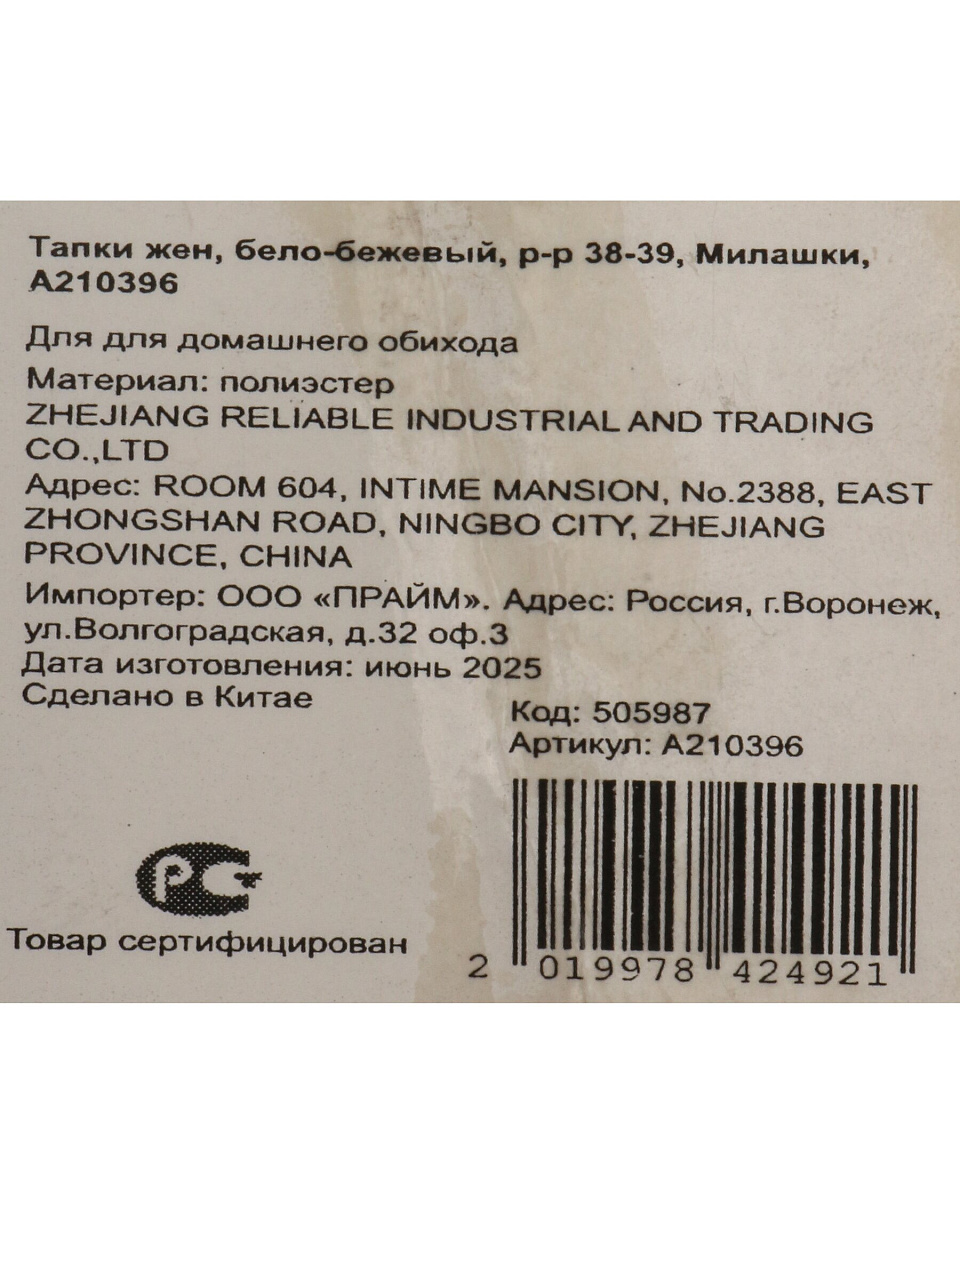 Тапки жен, бело-бежевый, р-р 38-39, Милашки,
А210396
Для для домашнего обихода
Материал: полиэстер
ZHEJIANG RELIABLE INDUSTRIAL AND TRADING
CO.,LTD
Адрес: ROOM 604, INTIME MANSION, No.2388, EAST
ZHONGSHAN ROAD, NINGBO CITY, ZHEJIANG
PROVINCE, CHINA
Импортер: ООО «ПРАЙМ». Адрес: Россия, г.Воронеж,
ул.Волгоградская, д.32 оф.3
Дата изготовления: июнь 2025
Сделано в Китае
Код: 505987
Артикул: А210396
РС
Товар сертифицирован
2 019978 424921